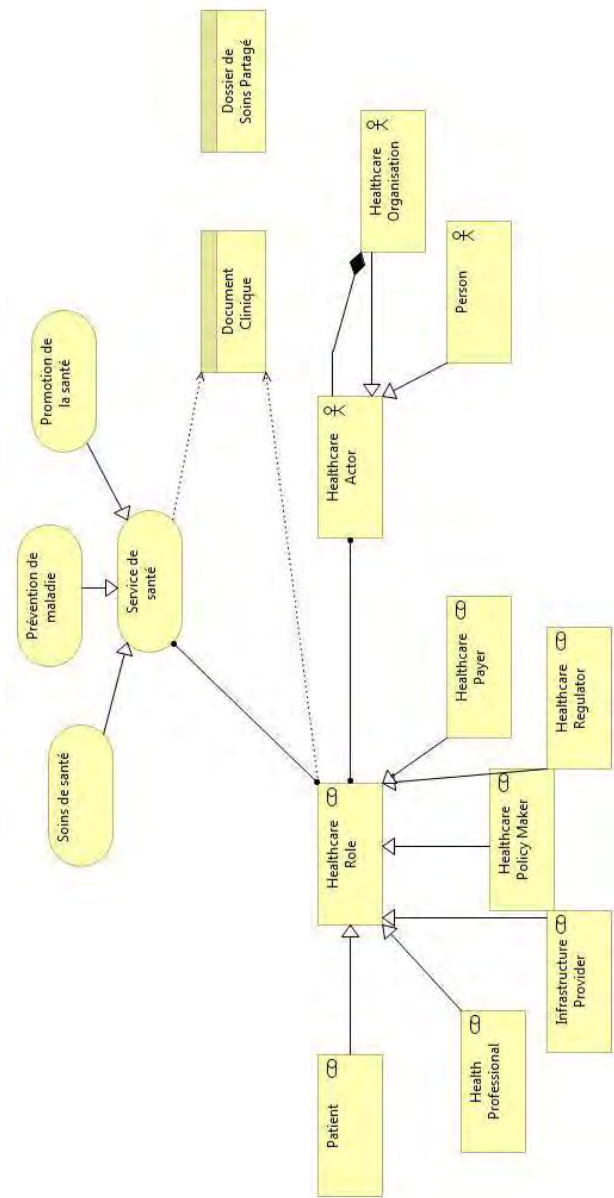 Soins de santé
Prévention de
maladie
Promotion de
la santé
Service de
santé
Document
Clinique
Dossier de
Soins Partagé
Patient
Healthcare
Role
Healthcare
Actor
Healthcare
Organisation
Health
Professional
Healthcare
Payer
Person
Infrastructure
Provider
Healthcare
Policy Maker
Healthcare
Regulator